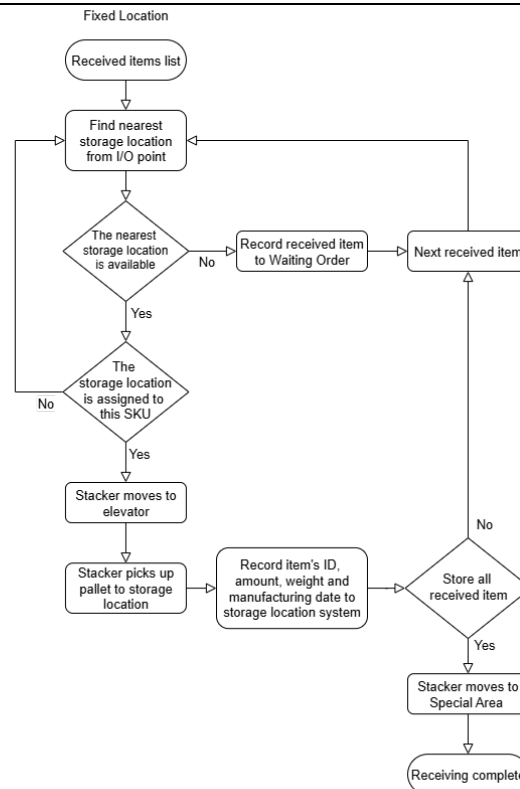 Fixed Location
Received items list
Find nearest
storage location
from I/O point
The nearest
storage location
is available
No
Record received item
to Waiting Order
Next received item
Yes
The
storage location
is assigned to
this SKU
No
Yes
Stacker moves to
elevator
Stacker picks up
pallet to storage
location
Record item's ID,
amount, weight and
manufacturing date to
storage location system
Store all
received item
No
Yes
Stacker moves to
Special Area
Receiving complete